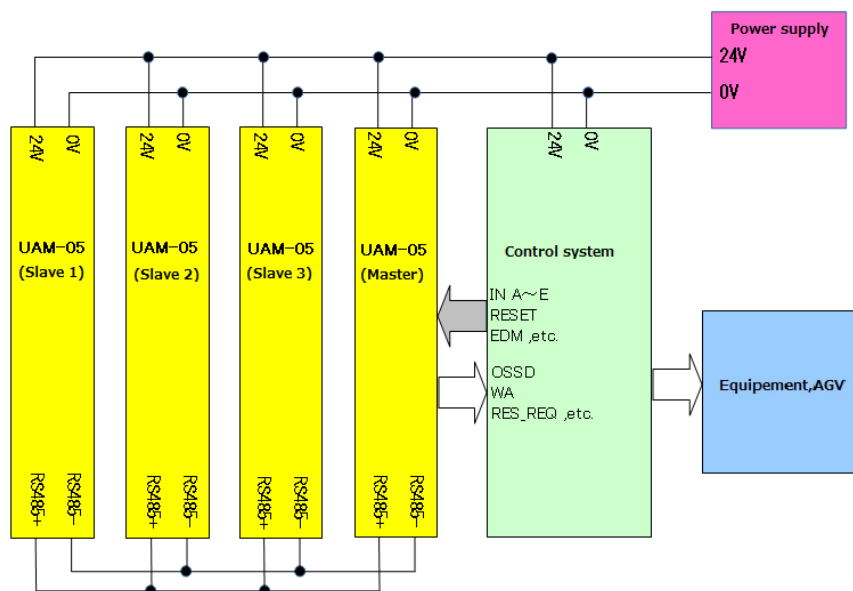 Power supply
24V
0V
24V
0V
24V
0V
24V
0V
24V
0V
24V
0V
UAM-05
(Slave 1)
UAM-05
(Slave 2)
UAM-05
(Slave 3)
UAM-05
(Master)
Control system
IN A～E
RESET
EDM ,etc.
OSSD
WA
RES_REQ ,etc.
Equipement,AGV
RS485+
RS485-
RS485+
RS485-
RS485+
RS485-
RS485+
RS485-